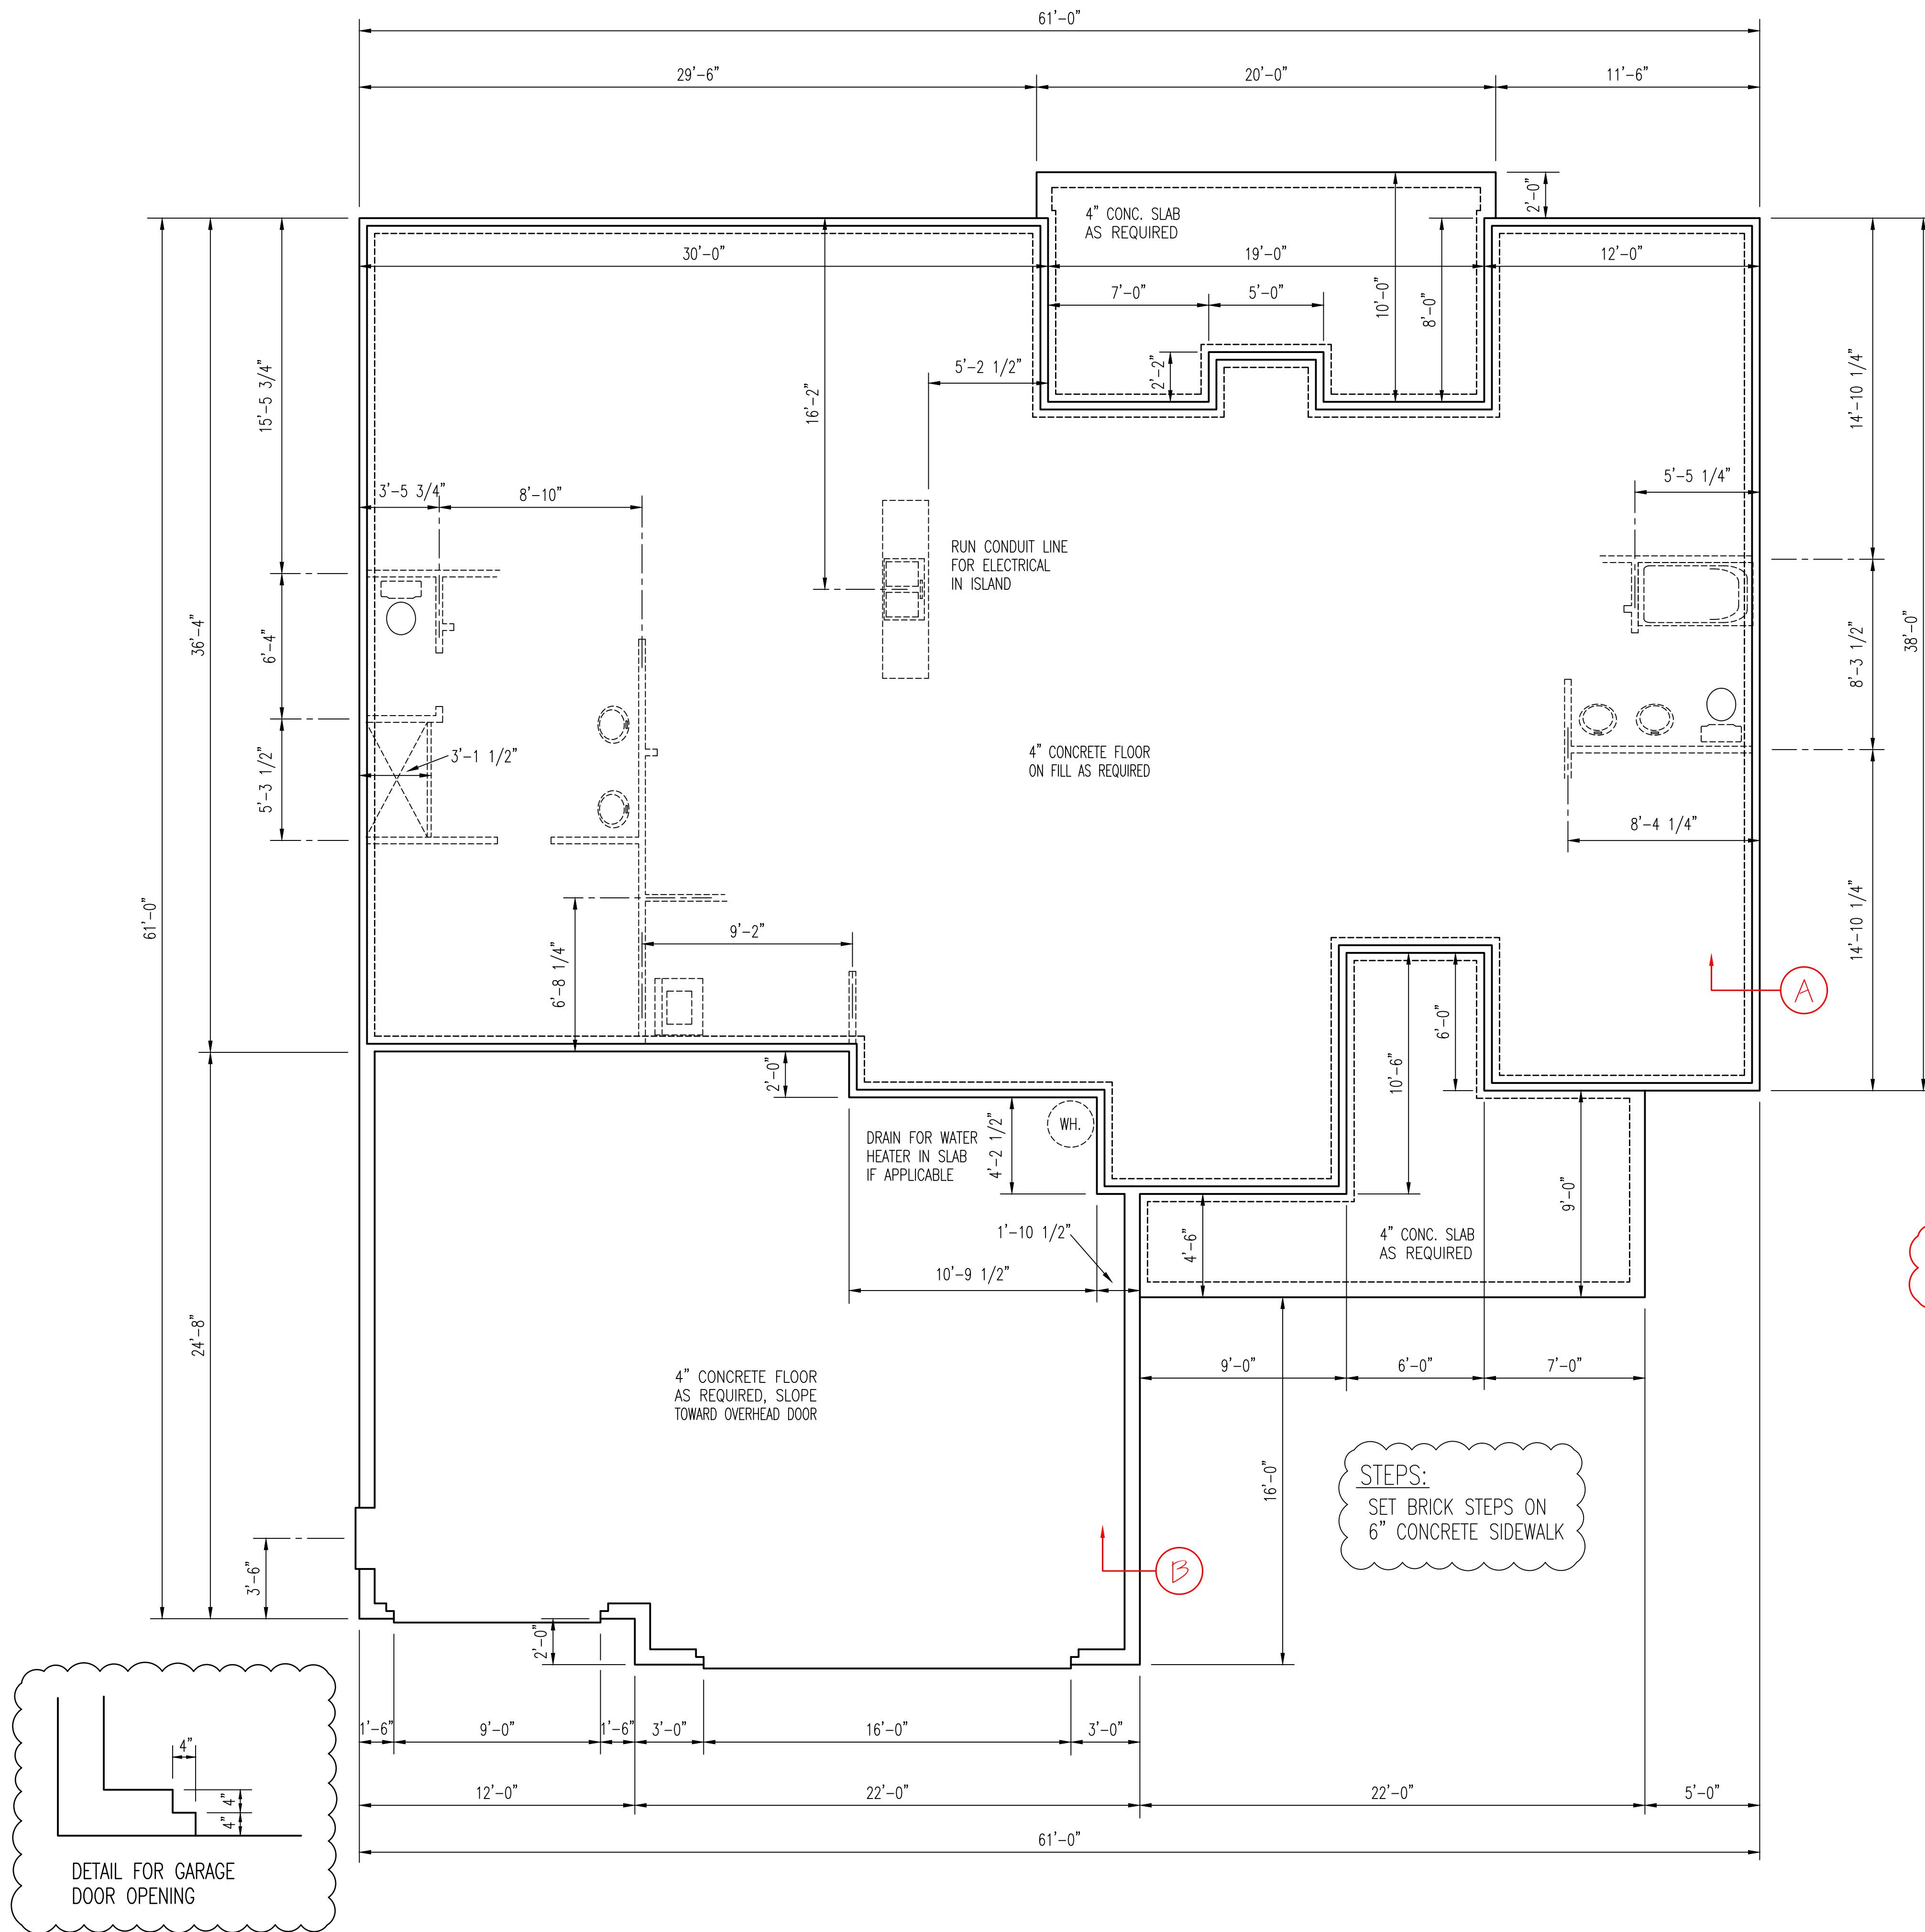 61'-0"
29'-6"
20'-0"
11'-6"
2'-0"
4" CONC. SLAB
AS REQUIRED
30'-0"
19'-0"
12'-0"
7'-0"
5'-0"
10'-0"
8'-0"
2'-2"
5'-2 1/2"
16'-2"
15'-5 3/4"
14'-10 1/4"
3'-5 3/4"
8'-10"
5'-5 1/4"
RUN CONDUIT LINE
FOR ELECTRICAL
IN ISLAND
36'-4"
6'-4"
8'-3 1/2"
38'-0"
3'-1 1/2"
5'-3 1/2"
4" CONCRETE FLOOR
ON FILL AS REQUIRED
8'-4 1/4"
61'-0"
9'-2"
6'-8 1/4"
14'-10 1/4"
A
6'-0"
10'-6"
2'-0"
WH.
DRAIN FOR WATER
HEATER IN SLAB
IF APPLICABLE
4'-2 1/2"
9'-0"
1'-10 1/2"
4'-6"
4" CONC. SLAB
AS REQUIRED
10'-9 1/2"
24'-8"
4" CONCRETE FLOOR
AS REQUIRED, SLOPE
TOWARD OVERHEAD DOOR
9'-0"
6'-0"
7'-0"
16'-0"
STEPS:
SET BRICK STEPS ON
6" CONCRETE SIDEWALK
B
3'-6"
2'-0"
1'-6"
9'-0"
1'-6"
3'-0"
16'-0"
3'-0"
12'-0"
22'-0"
22'-0"
5'-0"
61'-0"
4"
4"
4"
DETAIL FOR GARAGE
DOOR OPENING